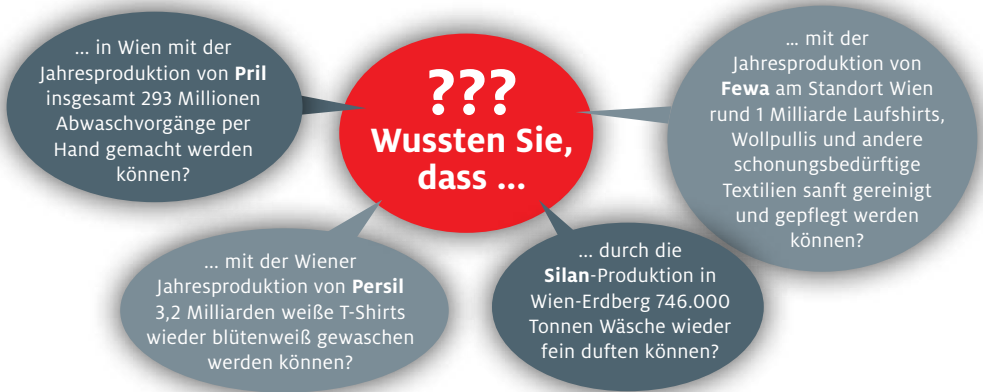 ???
Wussten Sie,
dass ...
... in Wien mit der
Jahresproduktion von Pril
insgesamt 293 Millionen
Abwaschvorgänge per
Hand gemacht werden
können?
... mit der
Jahresproduktion von
Fewa am Standort Wien
rund 1 Milliarde Laufshirts,
Wollpullis und andere
schonungsbedürftige
Textilien sanft gereinigt
und gepflegt werden
können?
... mit der Wiener
Jahresproduktion von Persil
3,2 Milliarden weiße T-Shirts
wieder blütenweiß gewaschen
werden können?
... durch die
Silan-Produktion in
Wien-Erdberg 746.000
Tonnen Wäsche wieder
fein duften können?